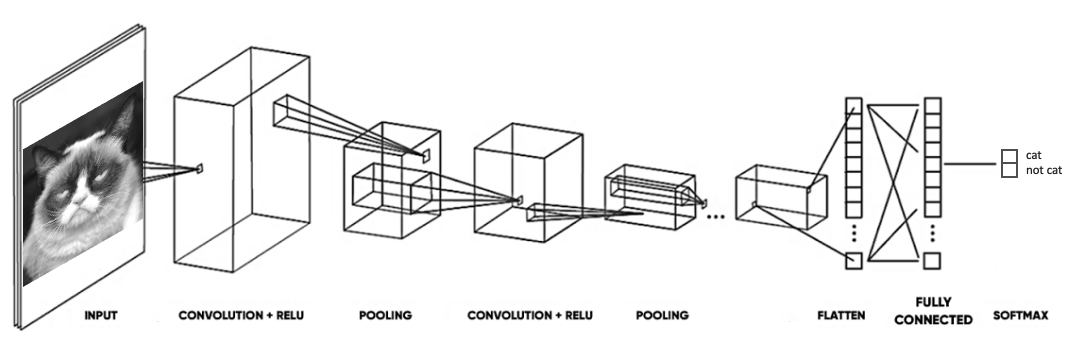 cat
not cat
...
INPUT
CONVOLUTION + RELU
POOLING
CONVOLUTION + RELU
POOLING
FLATTEN
FULLY
CONNECTED
SOFTMAX